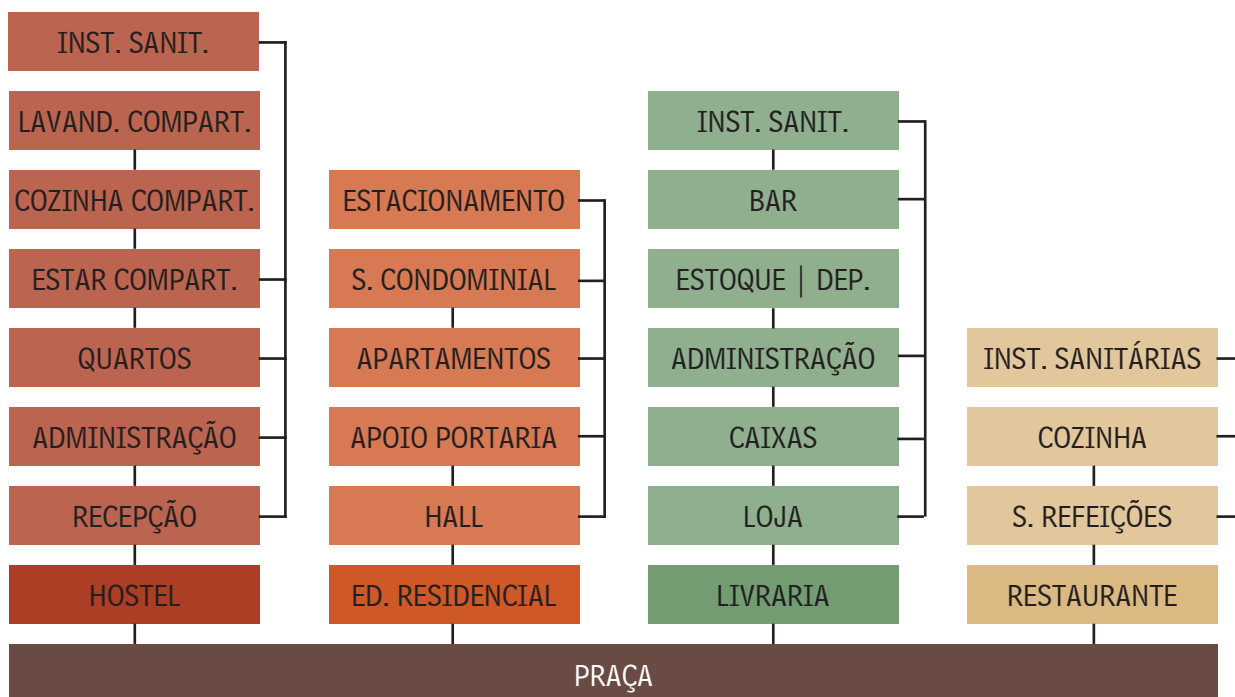 INST. SANIT.
LAVAND. COMPART.
COZINHA COMPART.
ESTAR COMPART.
QUARTOS
ADMINISTRAÇÃO
RECEPÇÃO
HOSTEL
ESTACIONAMENTO
S. CONDOMINIAL
APARTAMENTOS
APOIO PORTARIA
HALL
ED. RESIDENCIAL
INST. SANIT.
BAR
ESTOQUE | DEP.
ADMINISTRAÇÃO
CAIXAS
LOJA
LIVRARIA
INST. SANITÁRIAS
COZINHA
S. REFEIÇÕES
RESTAURANTE
PRAÇA